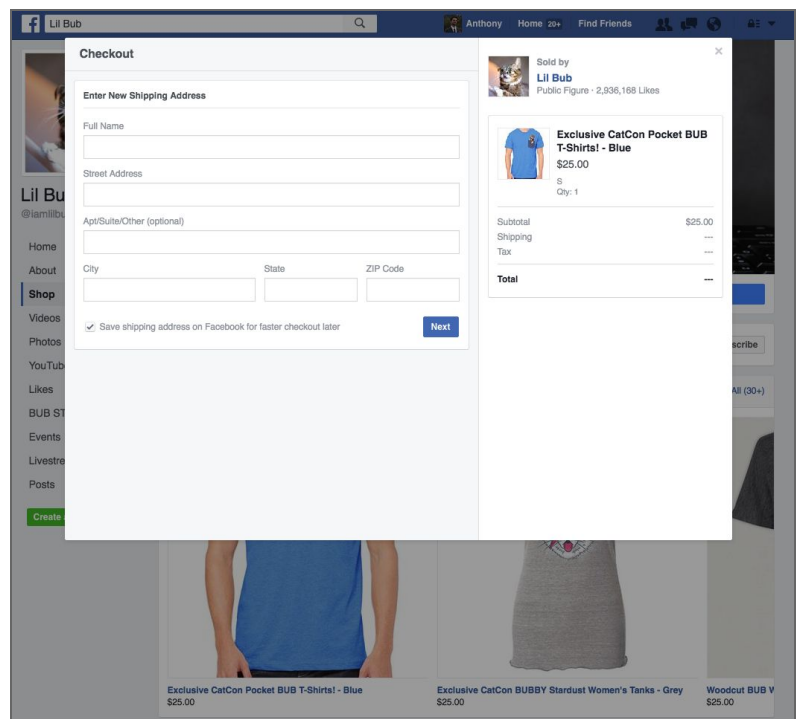 f
Lil Bub
Anthony
Home 20+
Find Friends
Checkout
Enter New Shipping Address
Full Name
Street Address
Apt/Suite/Other (optional)
City
State
ZIP Code
Save shipping address on Facebook for faster checkout later
Next
×
Sold by
Lil Bub
Public Figure · 2,936,168 Likes
Exclusive CatCon Pocket BUB
T-Shirts! - Blue
$25.00
S
Qty: 1
Subtotal
$25.00
Shipping
---
Tax
---
Total
---
Lil Bu
@iamlilbu
Home
About
Shop
Videos
Photos
YouTub
Likes
BUB ST
Events
Livestre
Posts
Create
scribe
All (30+)
Exclusive CatCon Pocket BUB T-Shirts! - Blue
$25.00
Exclusive CatCon BUBBY Stardust Women's Tanks - Grey
$25.00
Woodcut BUB
$25.00